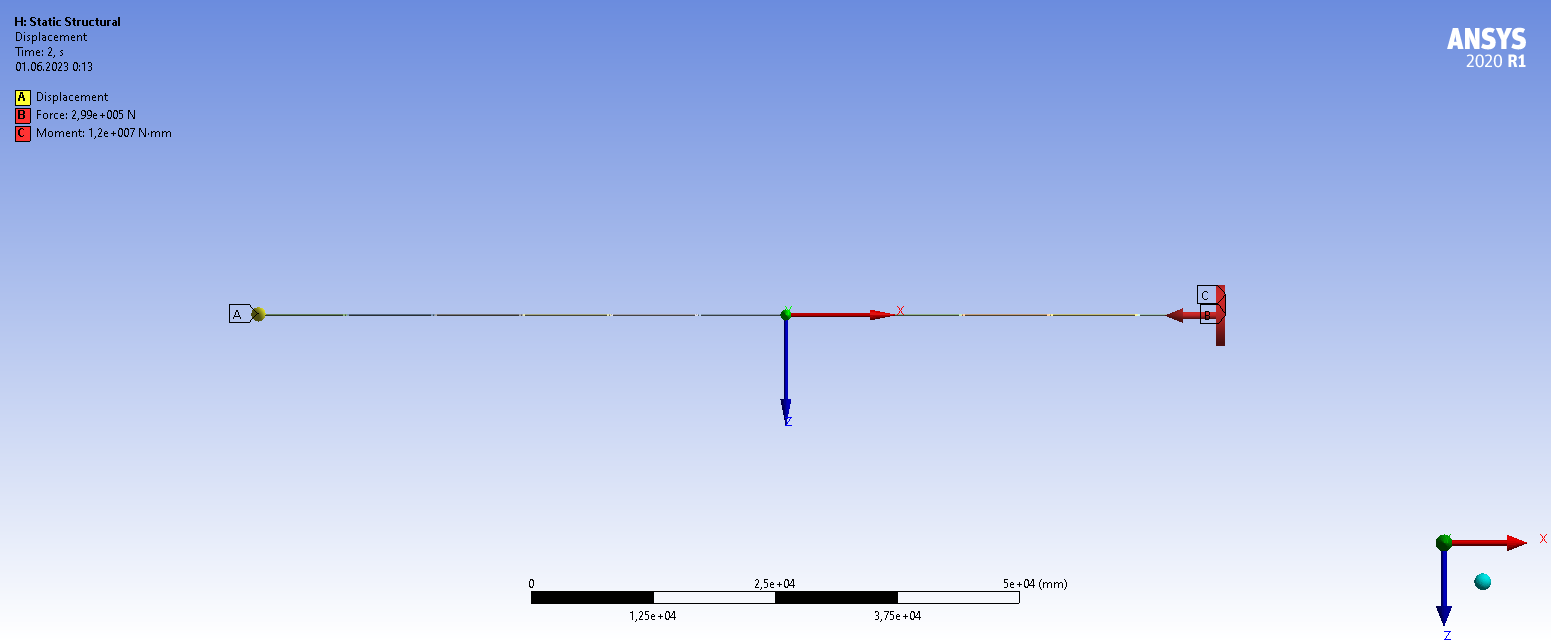 H: Static Structural
Displacement
Time: 2, s
01.06.2023 0:13
A Displacement
B Force: 2,99e+005 N
C Moment: 1,2e+007 N·mm
ANSYS
2020 R1
A
X
C
B
Z
0 2,5e+04 5e+04 (mm)
1,25e+04 3,75e+04
X
Z